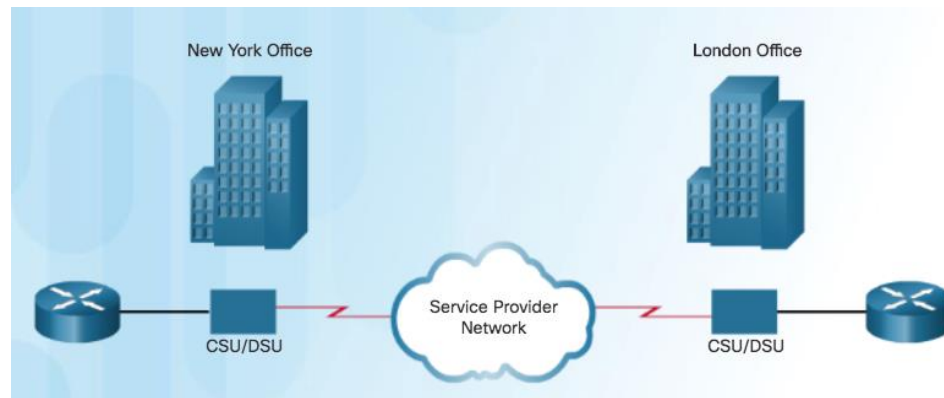 New York Office
London Office
Service Provider
Network
CSU/DSU
CSU/DSU